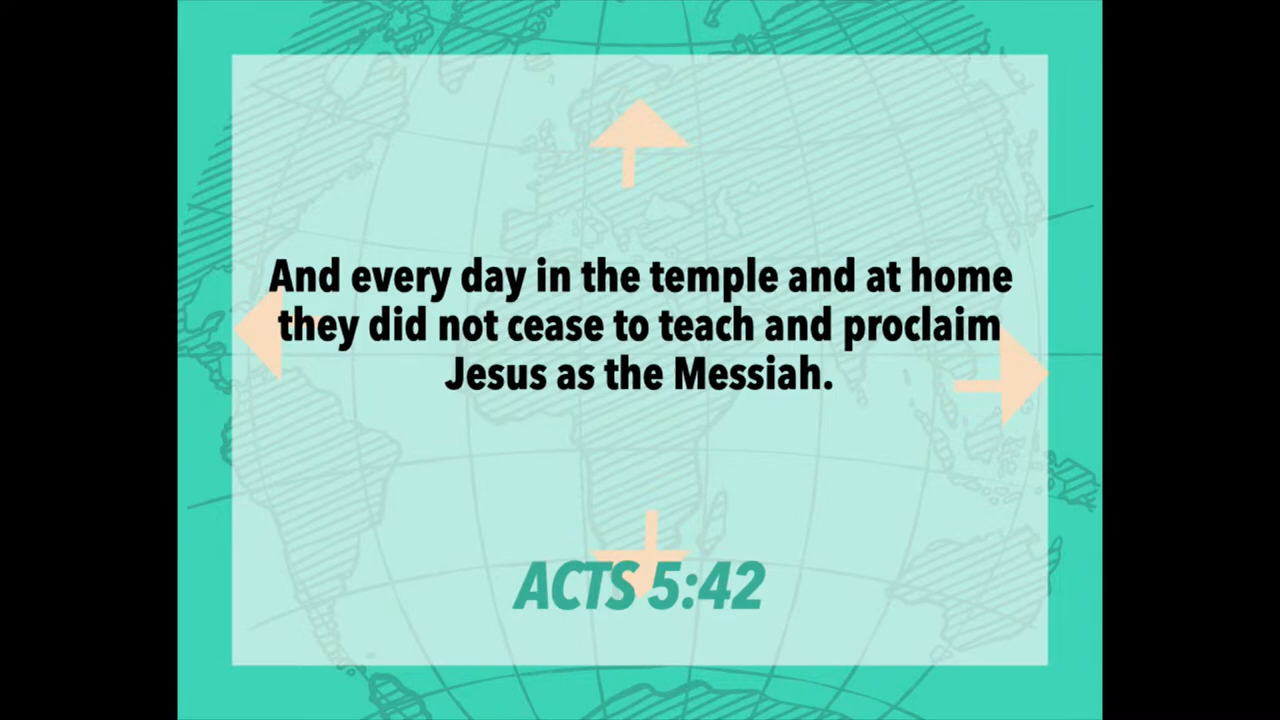 And every day in the temple and at home
they did not cease to teach and proclaim
Jesus as the Messiah.
ACTS 5:42